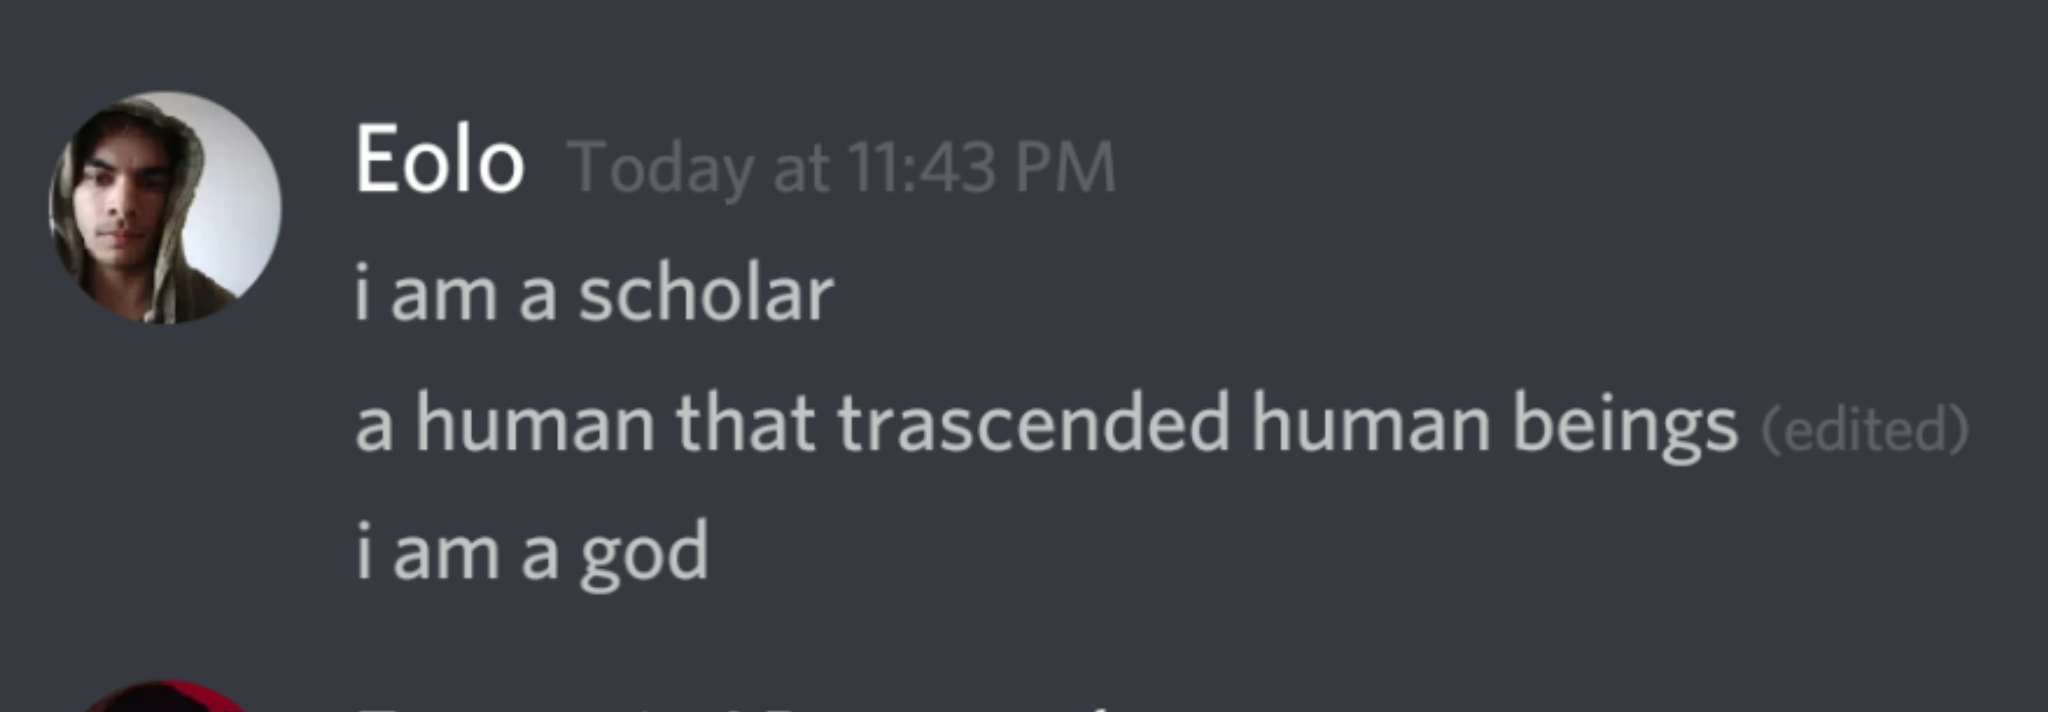 Eolo Today at 11:43 PM
i am a scholar
a human that trascended human beings (edited)
i am a god